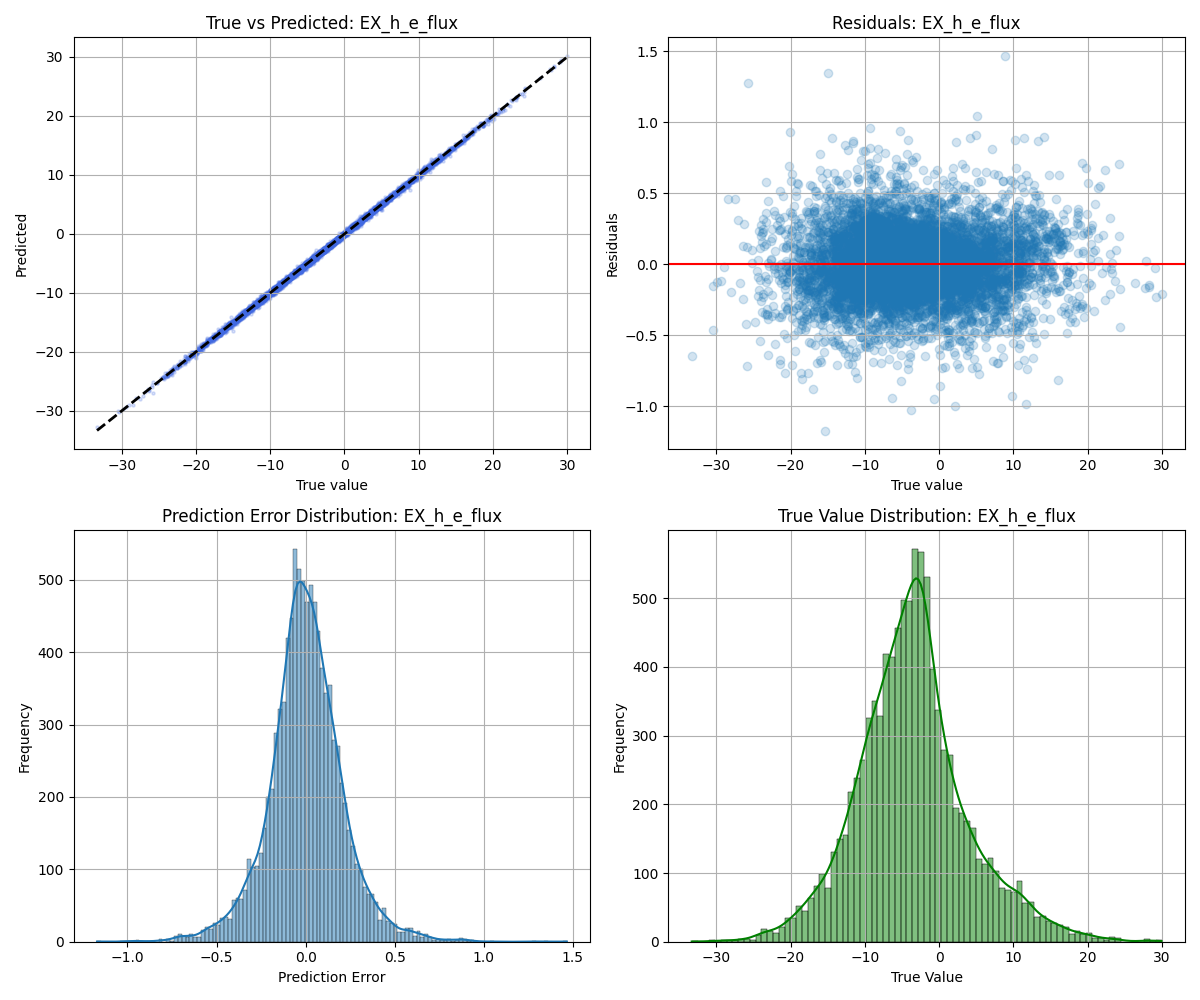 True vs Predicted: EX_h_e_flux
Predicted
30
20
10
0
−10
−20
−30
−30 −20 −10 0 10 20 30
True value
Residuals: EX_h_e_flux
Residuals
1.5
1.0
0.5
0.0
−0.5
−1.0
−30 −20 −10 0 10 20 30
True value
Prediction Error Distribution: EX_h_e_flux
Frequency
500
400
300
200
100
0
−1.0 −0.5 0.0 0.5 1.0 1.5
Prediction Error
True Value Distribution: EX_h_e_flux
Frequency
500
400
300
200
100
0
−30 −20 −10 0 10 20 30
True Value